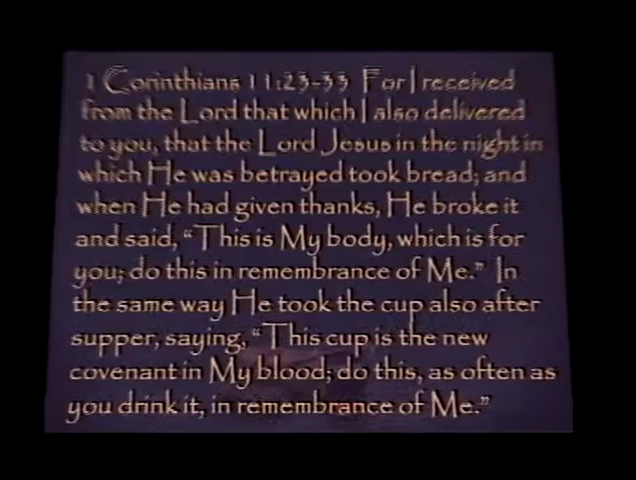 1 Corinthians 11:23-33 For I received
from the Lord that which I also delivered
to you, that the Lord Jesus in the night in
which He was betrayed took bread; and
when He had given thanks, He broke it
and said, “This is My body, which is for
you; do this in remembrance of Me.” In
the same way He took the cup also after
supper, saying, “This cup is the new
covenant in My blood; do this, as often as
you drink it, in remembrance of Me.”